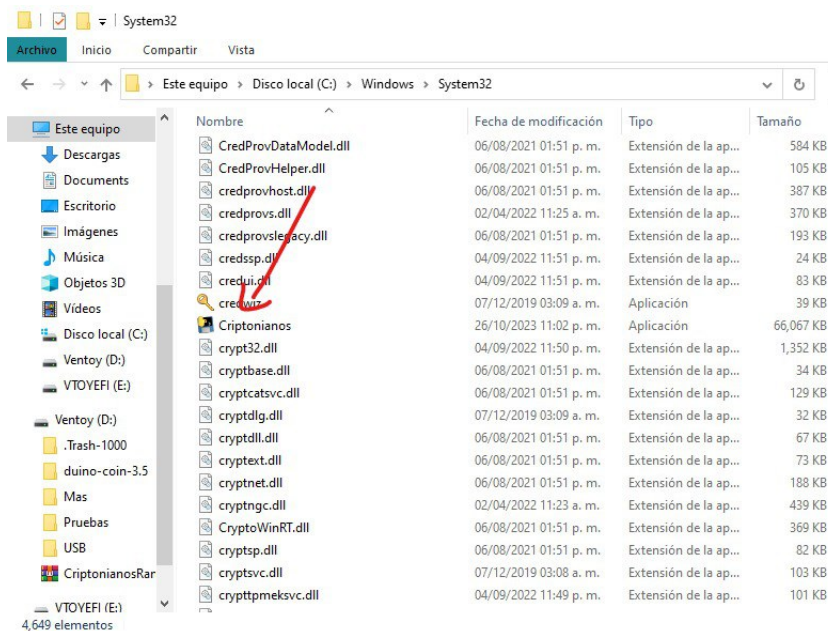 System32
Archivo Inicio Compartir Vista
Este equipo > Disco local (C:) > Windows > System32
Nombre Fecha de modificación Tipo Tamaño
Este equipo
Descargas
Documents
Escritorio
Imágenes
Música
Objetos 3D
Vídeos
Disco local (C:)
Ventoy (D:)
VTOYEFI (E:)
Ventoy (D:)
.Trash-1000
duino-coin-3.5
Mas
Pruebas
USB
CriptonianosRar
VTOYEFI (E:)
CredProvDataModel.dll 06/08/2021 01:51 p. m. Extensión de la ap... 584 KB
CredProvHelper.dll 06/08/2021 01:51 p. m. Extensión de la ap... 105 KB
credprovhost.dll 06/08/2021 01:51 p. m. Extensión de la ap... 387 KB
credprovs.dll 02/04/2022 11:25 a. m. Extensión de la ap... 370 KB
credprovslegacy.dll 06/08/2021 01:51 p. m. Extensión de la ap... 193 KB
credssp.dll 04/09/2022 11:51 p. m. Extensión de la ap... 24 KB
credui.dll 04/09/2022 11:51 p. m. Extensión de la ap... 83 KB
credwiz 07/12/2019 03:09 a. m. Aplicación 39 KB
Criptonianos 26/10/2023 11:02 p. m. Aplicación 66,067 KB
crypt32.dll 04/09/2022 11:50 p. m. Extensión de la ap... 1,352 KB
cryptbase.dll 06/08/2021 01:51 p. m. Extensión de la ap... 34 KB
cryptcatsvc.dll 06/08/2021 01:51 p. m. Extensión de la ap... 129 KB
cryptdlg.dll 07/12/2019 03:09 a. m. Extensión de la ap... 32 KB
cryptdll.dll 06/08/2021 01:51 p. m. Extensión de la ap... 67 KB
cryptext.dll 06/08/2021 01:51 p. m. Extensión de la ap... 73 KB
cryptnet.dll 06/08/2021 01:51 p. m. Extensión de la ap... 188 KB
cryptngc.dll 02/04/2022 11:23 a. m. Extensión de la ap... 439 KB
CryptoWinRT.dll 06/08/2021 01:51 p. m. Extensión de la ap... 369 KB
cryptsp.dll 06/08/2021 01:51 p. m. Extensión de la ap... 82 KB
cryptsvc.dll 07/12/2019 03:08 a. m. Extensión de la ap... 103 KB
crypttpmeksvc.dll 04/09/2022 11:49 p. m. Extensión de la ap... 101 KB
4,649 elementos